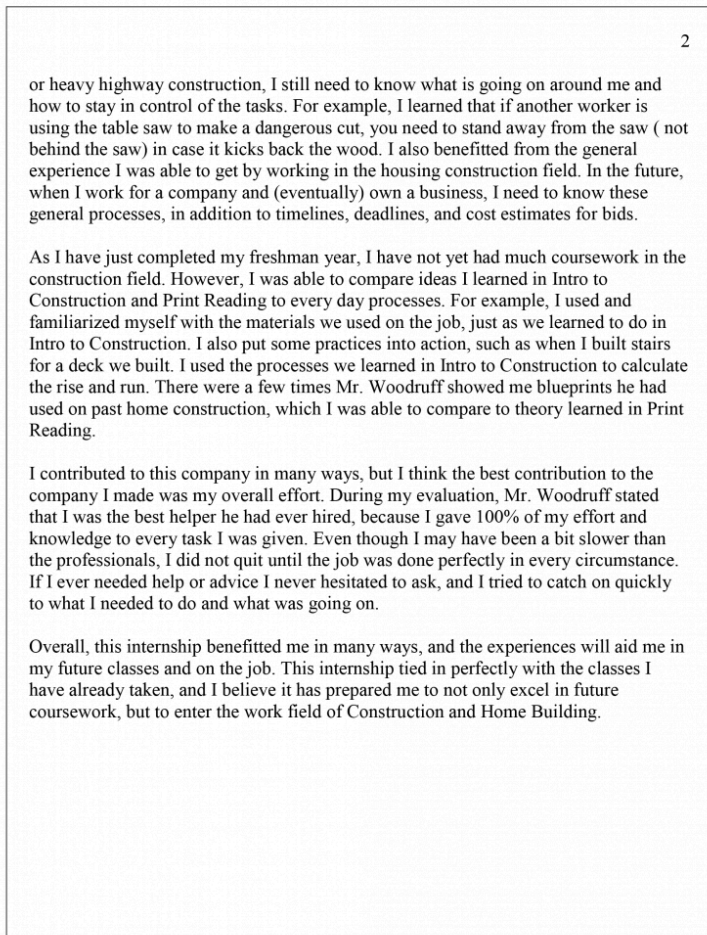 2
or heavy highway construction, I still need to know what is going on around me and
how to stay in control of the tasks. For example, I learned that if another worker is
using the table saw to make a dangerous cut, you need to stand away from the saw ( not
behind the saw) in case it kicks back the wood. I also benefitted from the general
experience I was able to get by working in the housing construction field. In the future,
when I work for a company and (eventually) own a business, I need to know these
general processes, in addition to timelines, deadlines, and cost estimates for bids.
As I have just completed my freshman year, I have not yet had much coursework in the
construction field. However, I was able to compare ideas I learned in Intro to
Construction and Print Reading to every day processes. For example, I used and
familiarized myself with the materials we used on the job, just as we learned to do in
Intro to Construction. I also put some practices into action, such as when I built stairs
for a deck we built. I used the processes we learned in Intro to Construction to calculate
the rise and run. There were a few times Mr. Woodruff showed me blueprints he had
used on past home construction, which I was able to compare to theory learned in Print
Reading.
I contributed to this company in many ways, but I think the best contribution to the
company I made was my overall effort. During my evaluation, Mr. Woodruff stated
that I was the best helper he had ever hired, because I gave 100% of my effort and
knowledge to every task I was given. Even though I may have been a bit slower than
the professionals, I did not quit until the job was done perfectly in every circumstance.
If I ever needed help or advice I never hesitated to ask, and I tried to catch on quickly
to what I needed to do and what was going on.
Overall, this internship benefitted me in many ways, and the experiences will aid me in
my future classes and on the job. This internship tied in perfectly with the classes I
have already taken, and I believe it has prepared me to not only excel in future
coursework, but to enter the work field of Construction and Home Building.